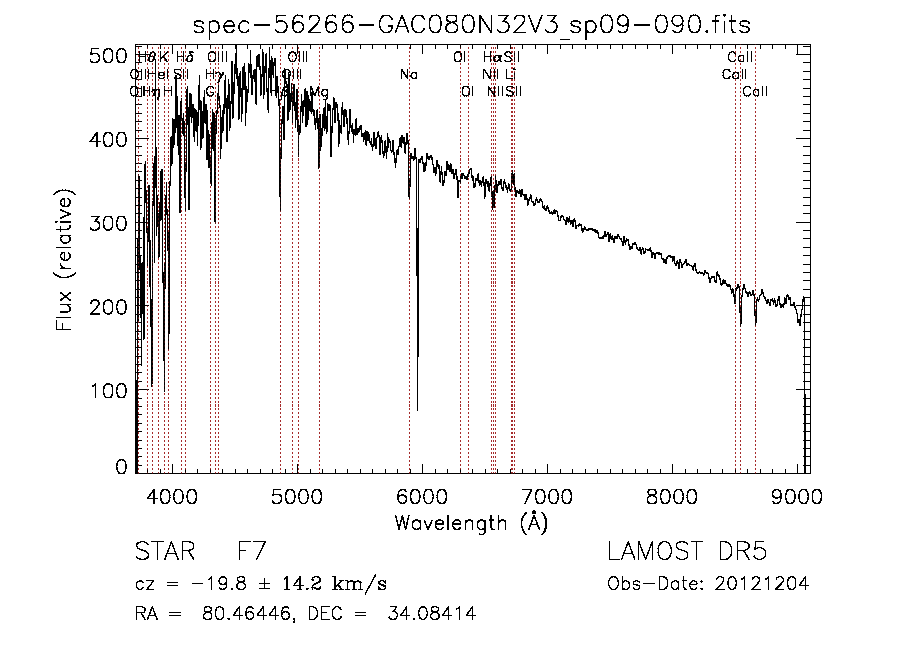 spec-56266-GAC080N32V3_sp09-090.fits
Hθ K Hδ OIII OIII OI Hα SII CaII
OII HeI SII Hγ OIII Na NII Li CaII
OII Hη H G Mg OI NII SII CaII
500
400
300
200
100
0
Flux (relative)
4000 5000 6000 7000 8000 9000
Wavelength (Å)
STAR F7 LAMOST DR5
cz = −19.8 ± 14.2 km/s Obs-Date: 20121204
RA = 80.46446, DEC = 34.08414